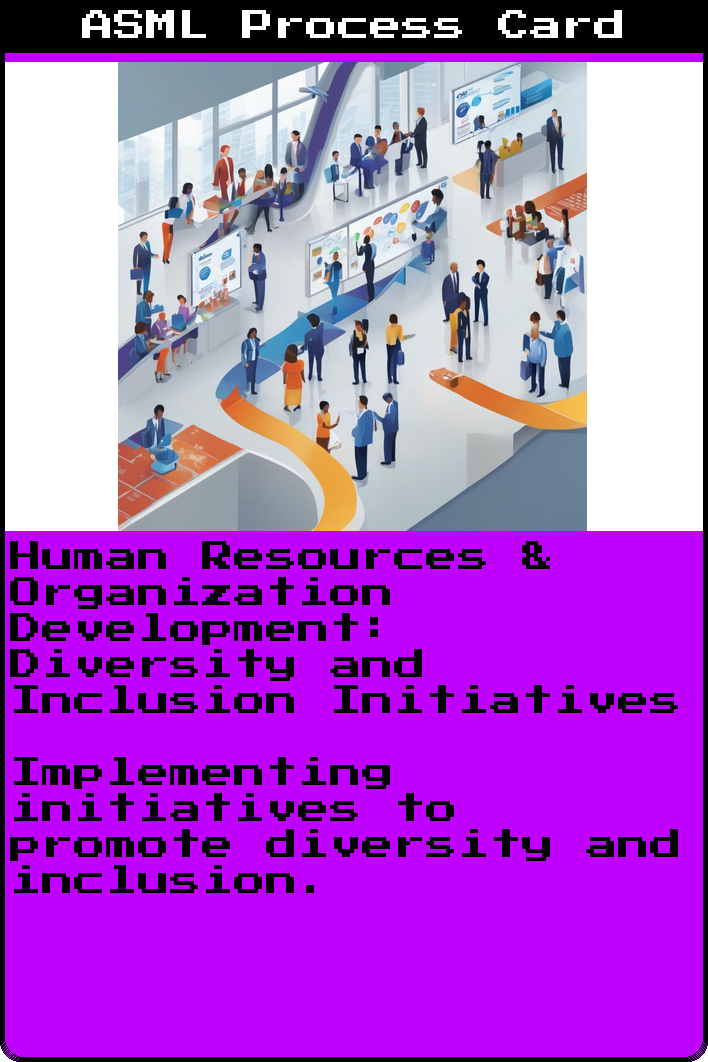 ASML Process Card
Human Resources &
Organization
Development:
Diversity and
Inclusion Initiatives
Implementing
initiatives to
promote diversity and
inclusion.